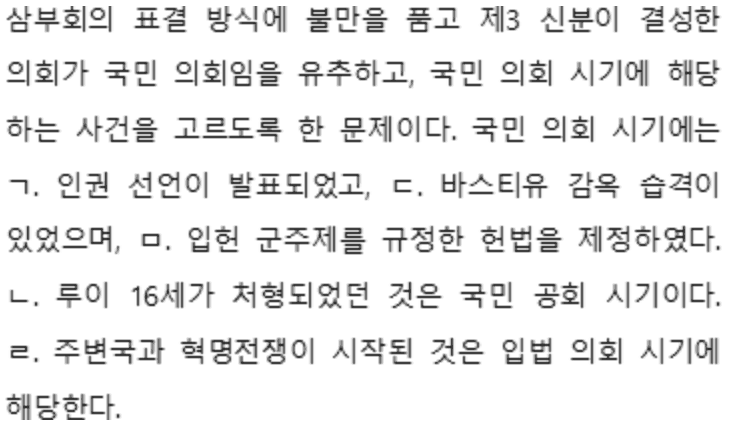 삼부회의 표결 방식에 불만을 품고 제3 신분이 결성한
의회가 국민 의회임을 유추하고, 국민 의회 시기에 해당
하는 사건을 고르도록 한 문제이다. 국민 의회 시기에는
ㄱ. 인권 선언이 발표되었고, ㄷ. 바스티유 감옥 습격이
있었으며, ㅁ. 입헌 군주제를 규정한 헌법을 제정하였다.
ㄴ. 루이 16세가 처형되었던 것은 국민 공회 시기이다.
ㄹ. 주변국과 혁명전쟁이 시작된 것은 입법 의회 시기에
해당한다.